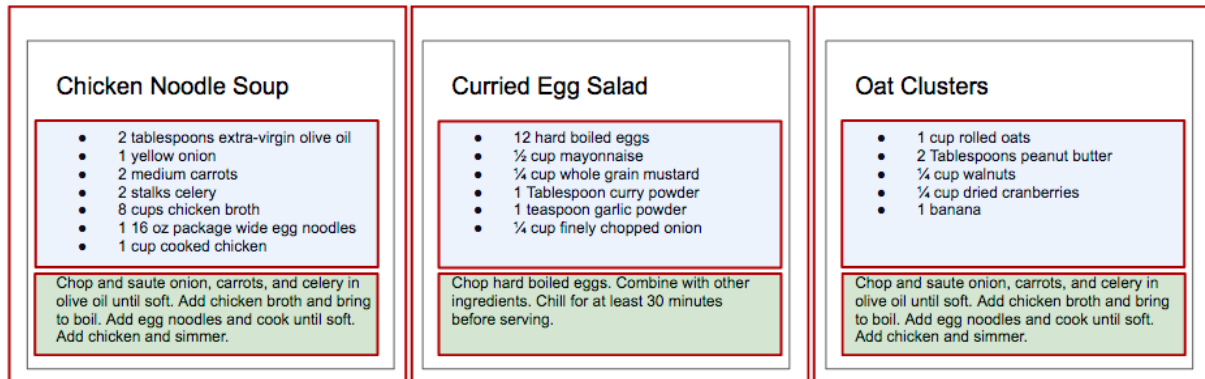 Chicken Noodle Soup
● 2 tablespoons extra-virgin olive oil
● 1 yellow onion
● 2 medium carrots
● 2 stalks celery
● 8 cups chicken broth
● 1 16 oz package wide egg noodles
● 1 cup cooked chicken
Chop and saute onion, carrots, and celery in
olive oil until soft. Add chicken broth and bring
to boil. Add egg noodles and cook until soft.
Add chicken and simmer.
Curried Egg Salad
● 12 hard boiled eggs
● ½ cup mayonnaise
● ¼ cup whole grain mustard
● 1 Tablespoon curry powder
● 1 teaspoon garlic powder
● ¼ cup finely chopped onion
Chop hard boiled eggs. Combine with other
ingredients. Chill for at least 30 minutes
before serving.
Oat Clusters
● 1 cup rolled oats
● 2 Tablespoons peanut butter
● ¼ cup walnuts
● ¼ cup dried cranberries
● 1 banana
Chop and saute onion, carrots, and celery in
olive oil until soft. Add chicken broth and bring
to boil. Add egg noodles and cook until soft.
Add chicken and simmer.